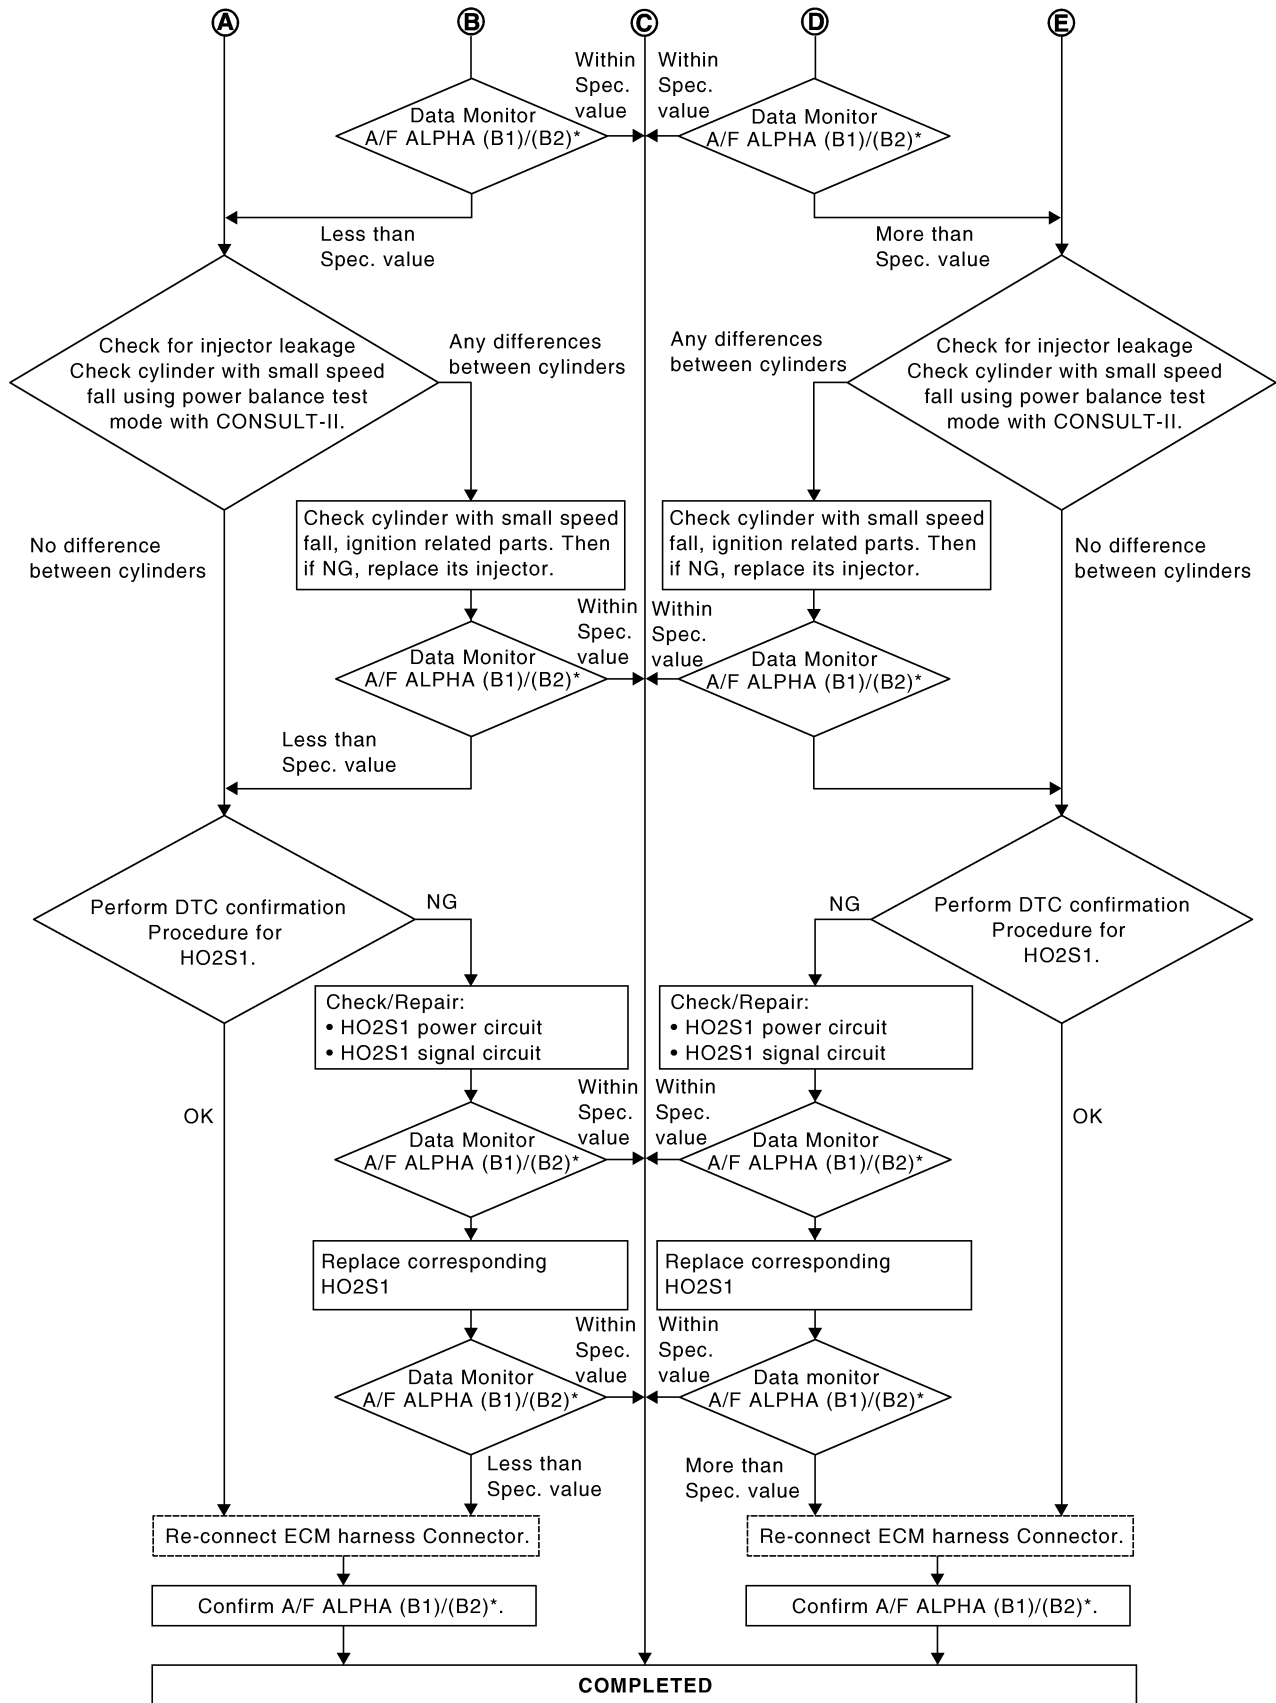 A
B
C
D
E
Within
Spec.
value
Within
Spec.
value
Data Monitor
A/F ALPHA (B1)/(B2)*
Data Monitor
A/F ALPHA (B1)/(B2)*
Less than
Spec. value
More than
Spec. value
Check for injector leakage
Check cylinder with small speed
fall using power balance test
mode with CONSULT-II.
Any differences
between cylinders
Any differences
between cylinders
Check for injector leakage
Check cylinder with small speed
fall using power balance test
mode with CONSULT-II.
No difference
between cylinders
Check cylinder with small speed
fall, ignition related parts. Then
if NG, replace its injector.
Check cylinder with small speed
fall, ignition related parts. Then
if NG, replace its injector.
No difference
between cylinders
Within
Spec.
value
Within
Spec.
value
Data Monitor
A/F ALPHA (B1)/(B2)*
Data Monitor
A/F ALPHA (B1)/(B2)*
Less than
Spec. value
Perform DTC confirmation
Procedure for
HO2S1.
NG
NG
Perform DTC confirmation
Procedure for
HO2S1.
Check/Repair:
• HO2S1 power circuit
• HO2S1 signal circuit
Check/Repair:
• HO2S1 power circuit
• HO2S1 signal circuit
OK
Within
Spec.
value
Within
Spec.
value
OK
Data Monitor
A/F ALPHA (B1)/(B2)*
Data Monitor
A/F ALPHA (B1)/(B2)*
Replace corresponding
HO2S1
Replace corresponding
HO2S1
Within
Spec.
value
Within
Spec.
value
Data Monitor
A/F ALPHA (B1)/(B2)*
Data monitor
A/F ALPHA (B1)/(B2)*
Less than
Spec. value
More than
Spec. value
Re-connect ECM harness Connector.
Re-connect ECM harness Connector.
Confirm A/F ALPHA (B1)/(B2)*.
Confirm A/F ALPHA (B1)/(B2)*.
COMPLETED